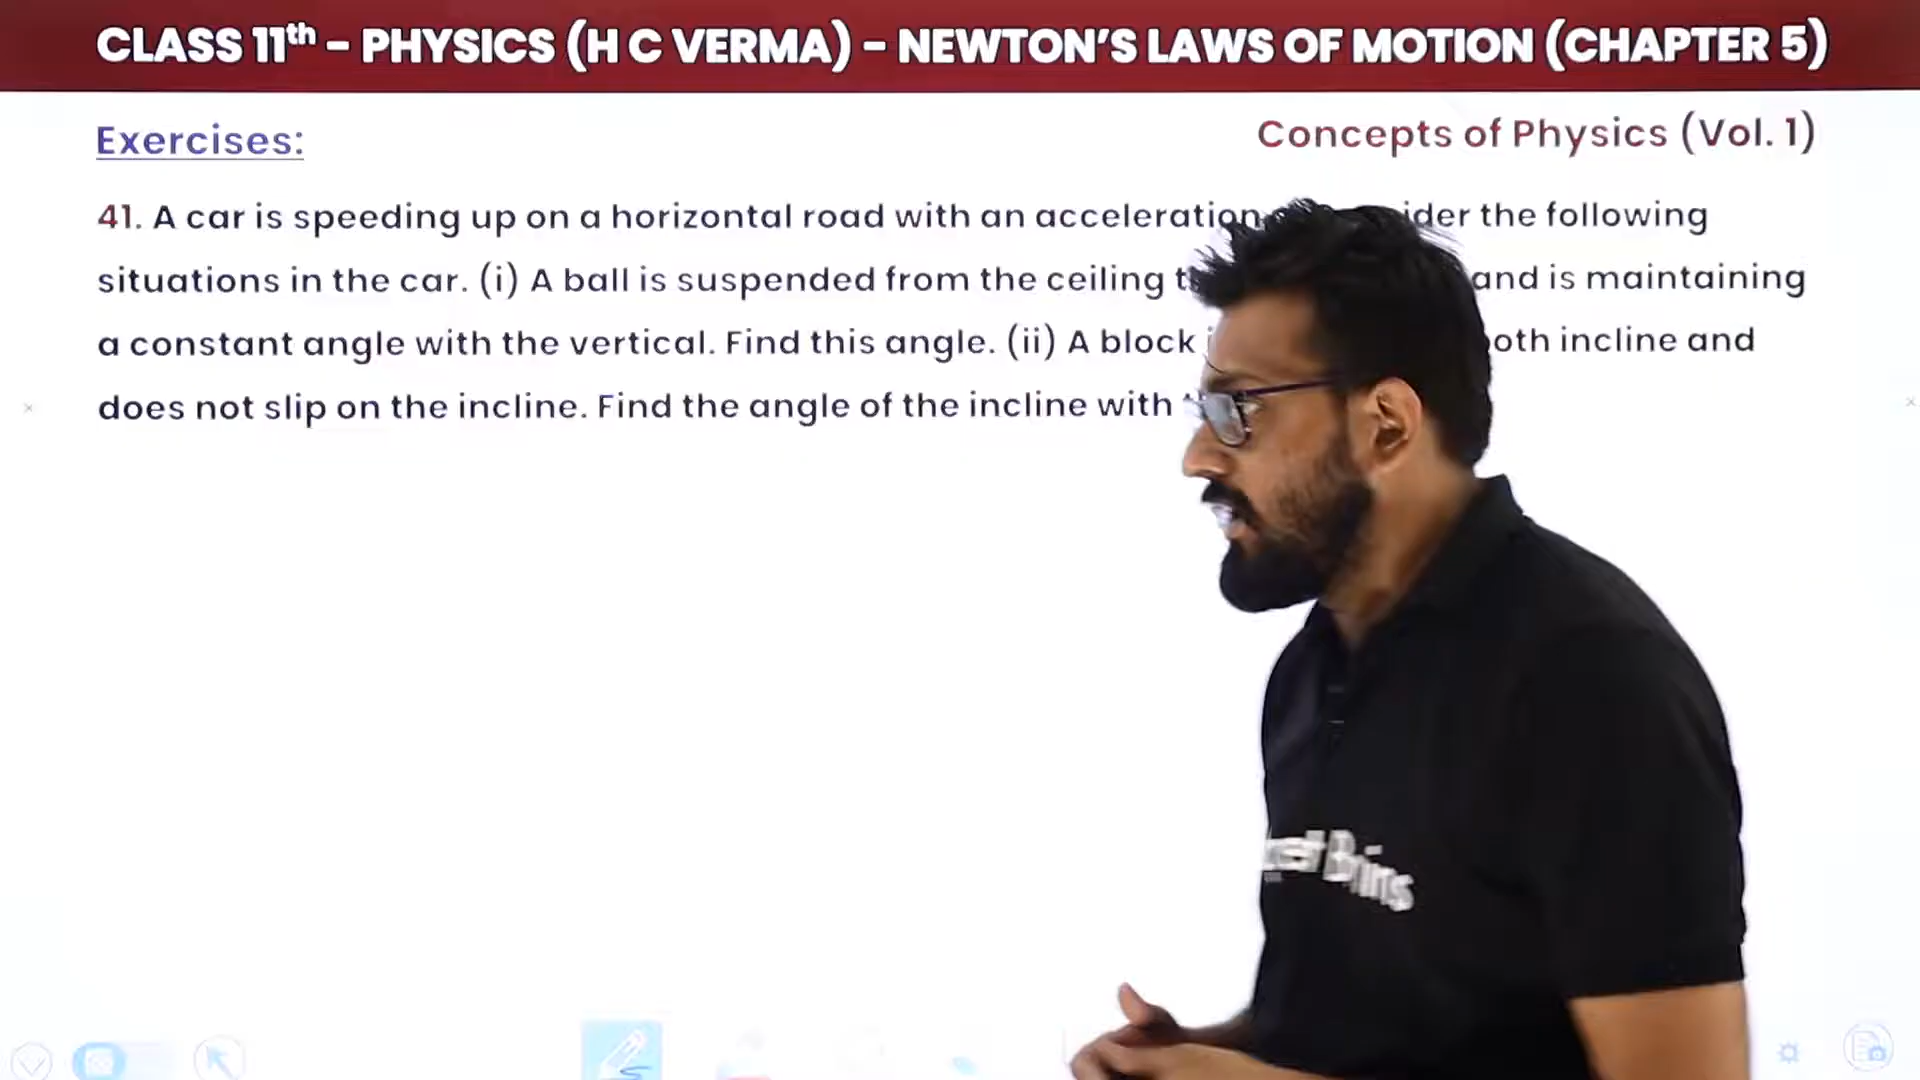 CLASS 11th – PHYSICS (H C VERMA) – NEWTON'S LAWS OF MOTION (CHAPTER 5)
Exercises:
Concepts of Physics (Vol. 1)
41. A car is speeding up on a horizontal road with an acceleration the following
situations in the car. (i) A ball is suspended from the ceiling and is maintaining
a constant angle with the vertical. Find this angle. (ii) A block incline and
does not slip on the incline. Find the angle of the incline with